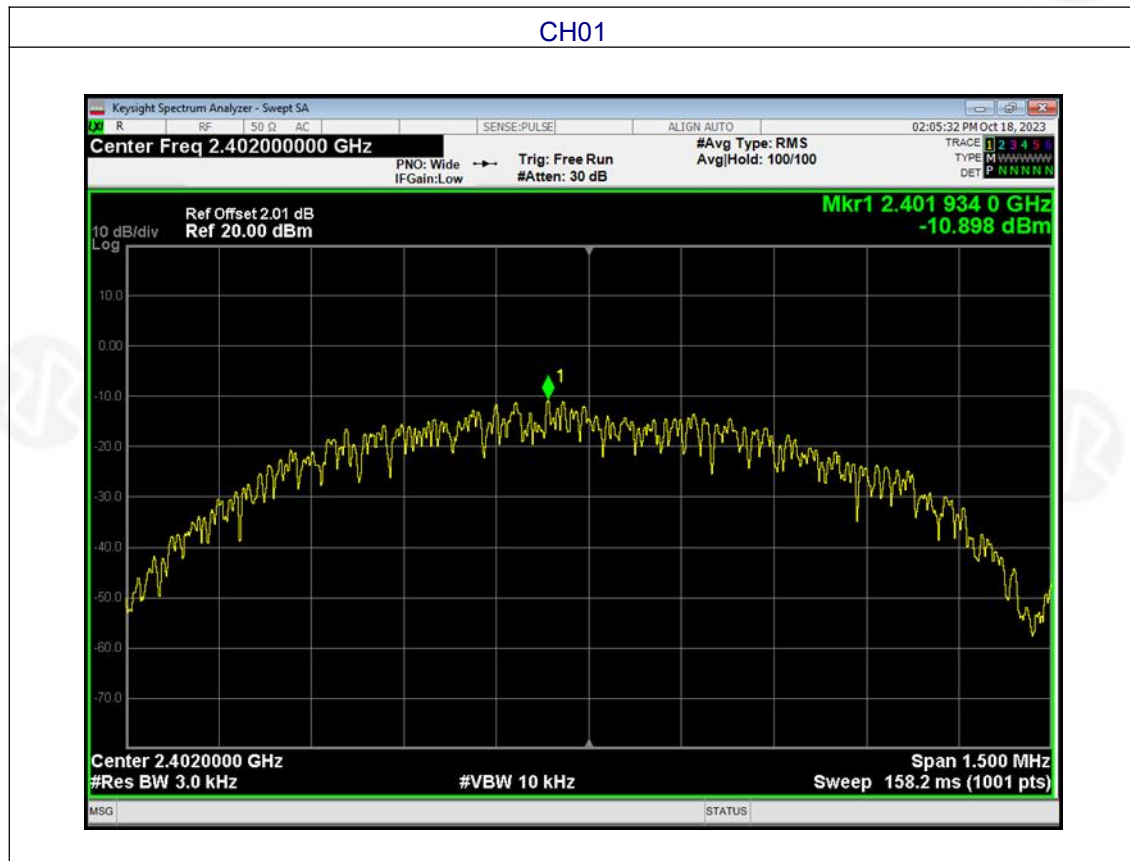 CH01
Keysight Spectrum Analyzer - Swept SA
LXI R RF 50 Ω AC SENSE:PULSE ALIGN AUTO 02:05:32 PM Oct 18, 2023
Center Freq 2.402000000 GHz #Avg Type: RMS TRACE 1 2 3 4 5 6
PNO: Wide Trig: Free Run Avg|Hold: 100/100 TYPE M WWWWW
IFGain:Low #Atten: 30 dB DET P N N N N N
Mkr1 2.401 934 0 GHz
Ref Offset 2.01 dB
10 dB/div Ref 20.00 dBm -10.898 dBm
Log
10.0
0.00
1
-10.0
-20.0
-30.0
-40.0
-50.0
-60.0
-70.0
Center 2.4020000 GHz Span 1.500 MHz
#Res BW 3.0 kHz #VBW 10 kHz Sweep 158.2 ms (1001 pts)
MSG STATUS